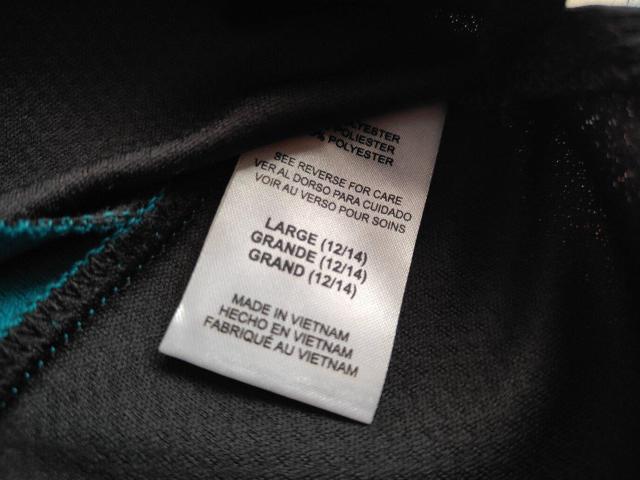 POLYESTER
POLIESTER
% POLYESTER
SEE REVERSE FOR CARE
VER AL DORSO PARA CUIDADO
VOIR AU VERSO POUR SOINS
LARGE (12/14)
GRANDE (12/14)
GRAND (12/14)
MADE IN VIETNAM
HECHO EN VIETNAM
FABRIQUÉ AU VIETNAM